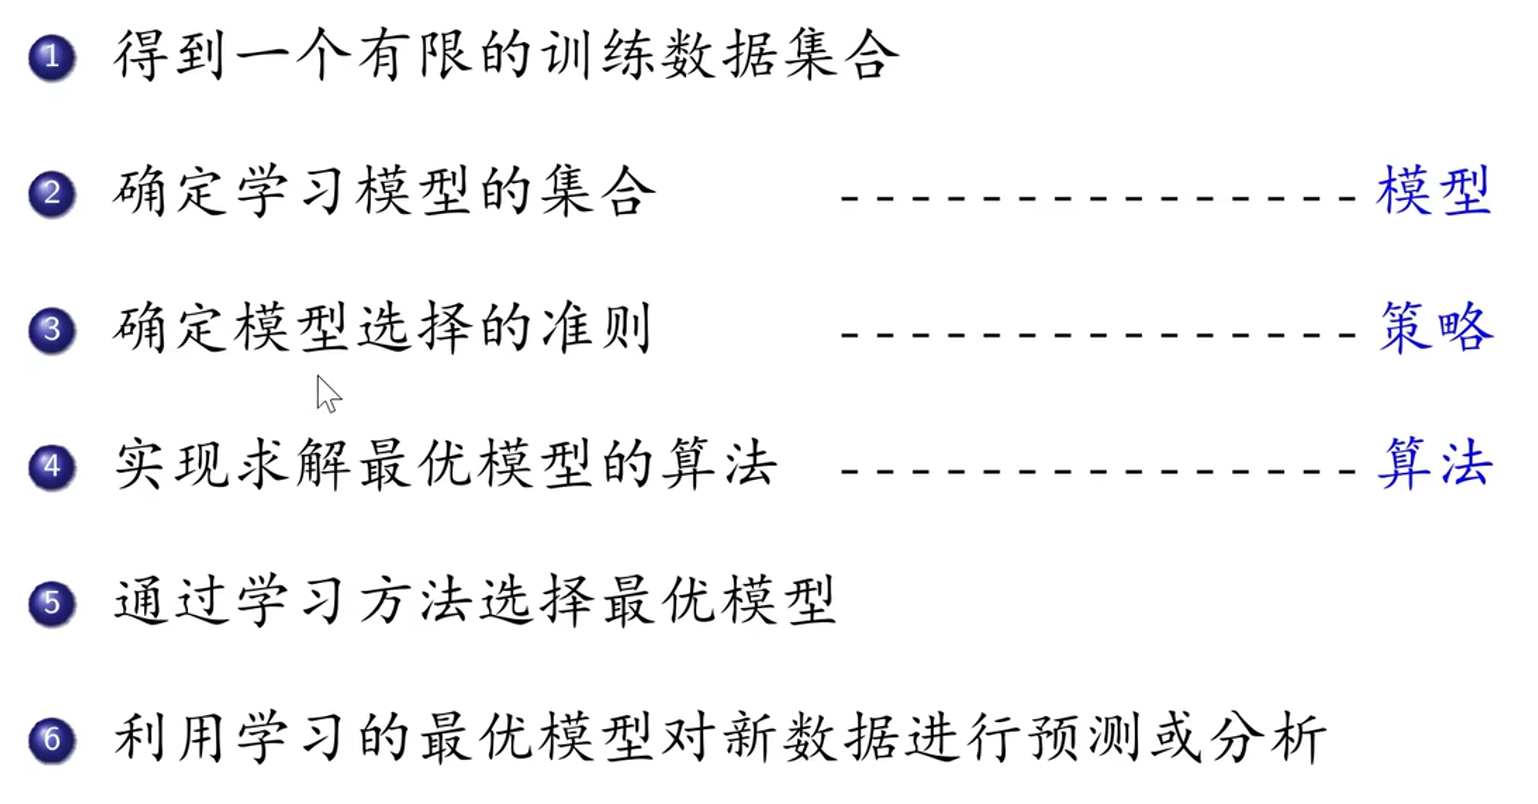 1 得到一个有限的训练数据集合
2 确定学习模型的集合 - - - - - - - - - - - - - - - 模型
3 确定模型选择的准则 - - - - - - - - - - - - - - - 策略
4 实现求解最优模型的算法 - - - - - - - - - - - - - - - 算法
5 通过学习方法选择最优模型
6 利用学习的最优模型对新数据进行预测或分析